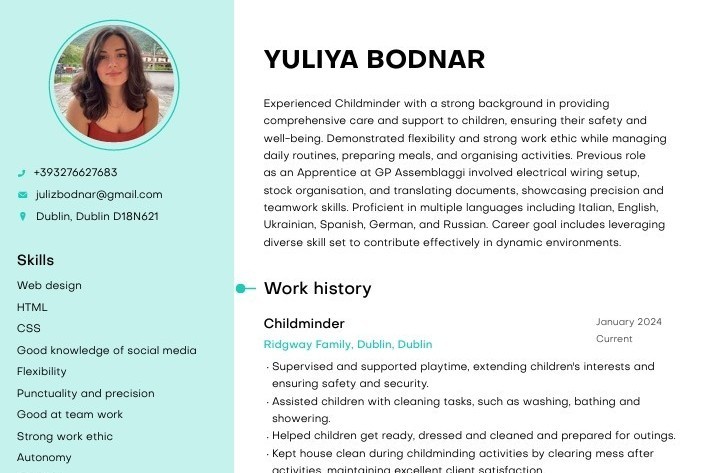 YULIYA BODNAR
Experienced Childminder with a strong background in providing
comprehensive care and support to children, ensuring their safety and
well-being. Demonstrated flexibility and strong work ethic while managing
daily routines, preparing meals, and organising activities. Previous role
as an Apprentice at GP Assemblaggi involved electrical wiring setup,
stock organisation, and translating documents, showcasing precision and
teamwork skills. Proficient in multiple languages including Italian, English,
Ukrainian, Spanish, German, and Russian. Career goal includes leveraging
diverse skill set to contribute effectively in dynamic environments.
+393276627683
julizbodnar@gmail.com
Dublin, Dublin D18N621
Skills
Web design
HTML
CSS
Good knowledge of social media
Flexibility
Punctuality and precision
Good at team work
Strong work ethic
Autonomy
Work history
Childminder
January 2024
Current
Ridgway Family, Dublin, Dublin
· Supervised and supported playtime, extending children's interests and
ensuring safety and security.
· Assisted children with cleaning tasks, such as washing, bathing and
showering.
· Helped children get ready, dressed and cleaned and prepared for outings.
· Kept house clean during childminding activities by clearing mess after
activities, maintaining excellent client satisfaction